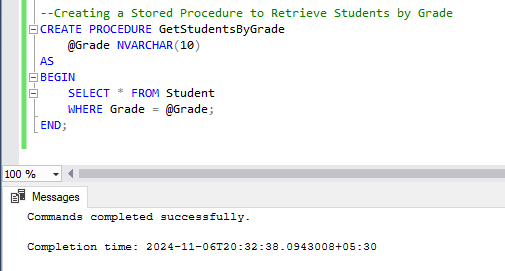 --Creating a Stored Procedure to Retrieve Students by Grade
CREATE PROCEDURE GetStudentsByGrade
@Grade NVARCHAR(10)
AS
BEGIN
SELECT * FROM Student
WHERE Grade = @Grade;
END;
100 %
Messages
Commands completed successfully.
Completion time: 2024-11-06T20:32:38.0943008+05:30